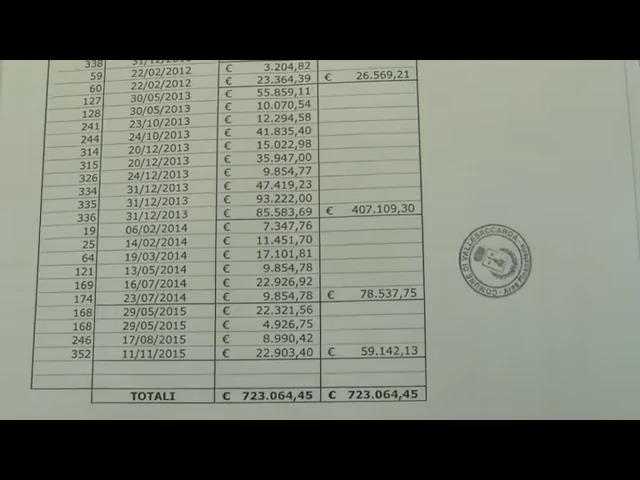 338
59 22/02/2012 € 3.204,82
60 22/02/2012 € 23.364,39 € 26.569,21
127 30/05/2013 € 55.859,11
128 30/05/2013 € 10.070,54
241 23/10/2013 € 12.294,58
244 24/10/2013 € 41.835,40
314 20/12/2013 € 15.022,98
315 20/12/2013 € 35.947,00
326 24/12/2013 € 9.854,77
334 31/12/2013 € 47.419,23
335 31/12/2013 € 93.222,00
336 31/12/2013 € 85.583,69 € 407.109,30
19 06/02/2014 € 7.347,76
25 14/02/2014 € 11.451,70
64 19/03/2014 € 17.101,81
121 13/05/2014 € 9.854,78
169 16/07/2014 € 22.926,92
174 23/07/2014 € 9.854,78 € 78.537,75
168 29/05/2015 € 22.321,56
168 29/05/2015 € 4.926,75
246 17/08/2015 € 8.990,42
352 11/11/2015 € 22.903,40 € 59.142,13
TOTALI € 723.064,45 € 723.064,45
COMUNE DI VALLESACCARDA